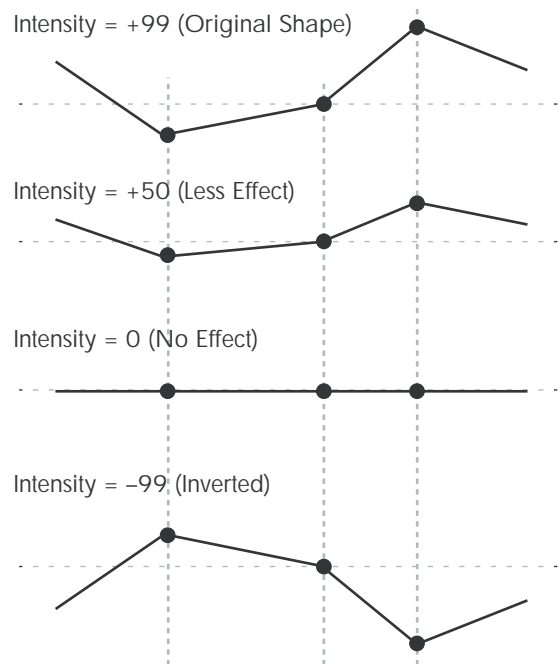 Intensity = +99 (Original Shape)
Intensity = +50 (Less Effect)
Intensity = 0 (No Effect)
Intensity = –99 (Inverted)